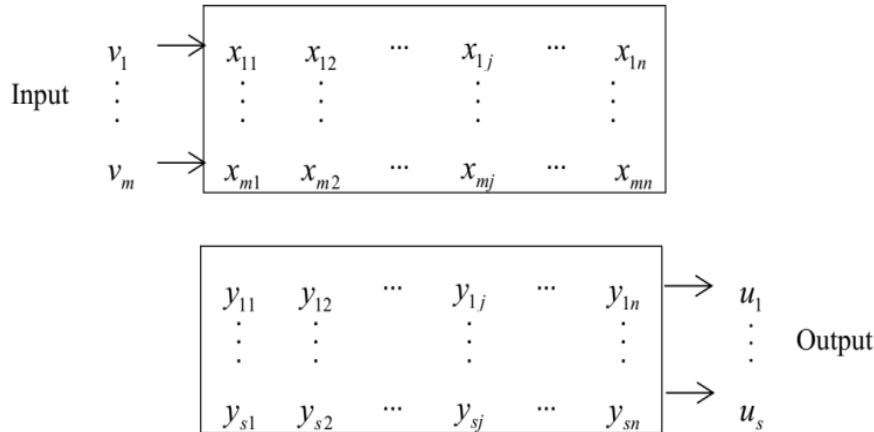 v₁ → x₁₁ x₁₂ ⋯ x₁ⱼ ⋯ x₁ₙ
Input ⋮ ⋮ ⋮ ⋮ ⋮
vₘ → xₘ₁ xₘ₂ ⋯ xₘⱼ ⋯ xₘₙ
y₁₁ y₁₂ ⋯ y₁ⱼ ⋯ y₁ₙ → u₁
⋮ ⋮ ⋮ ⋮ ⋮ Output
yₛ₁ yₛ₂ ⋯ yₛⱼ ⋯ yₛₙ → uₛ